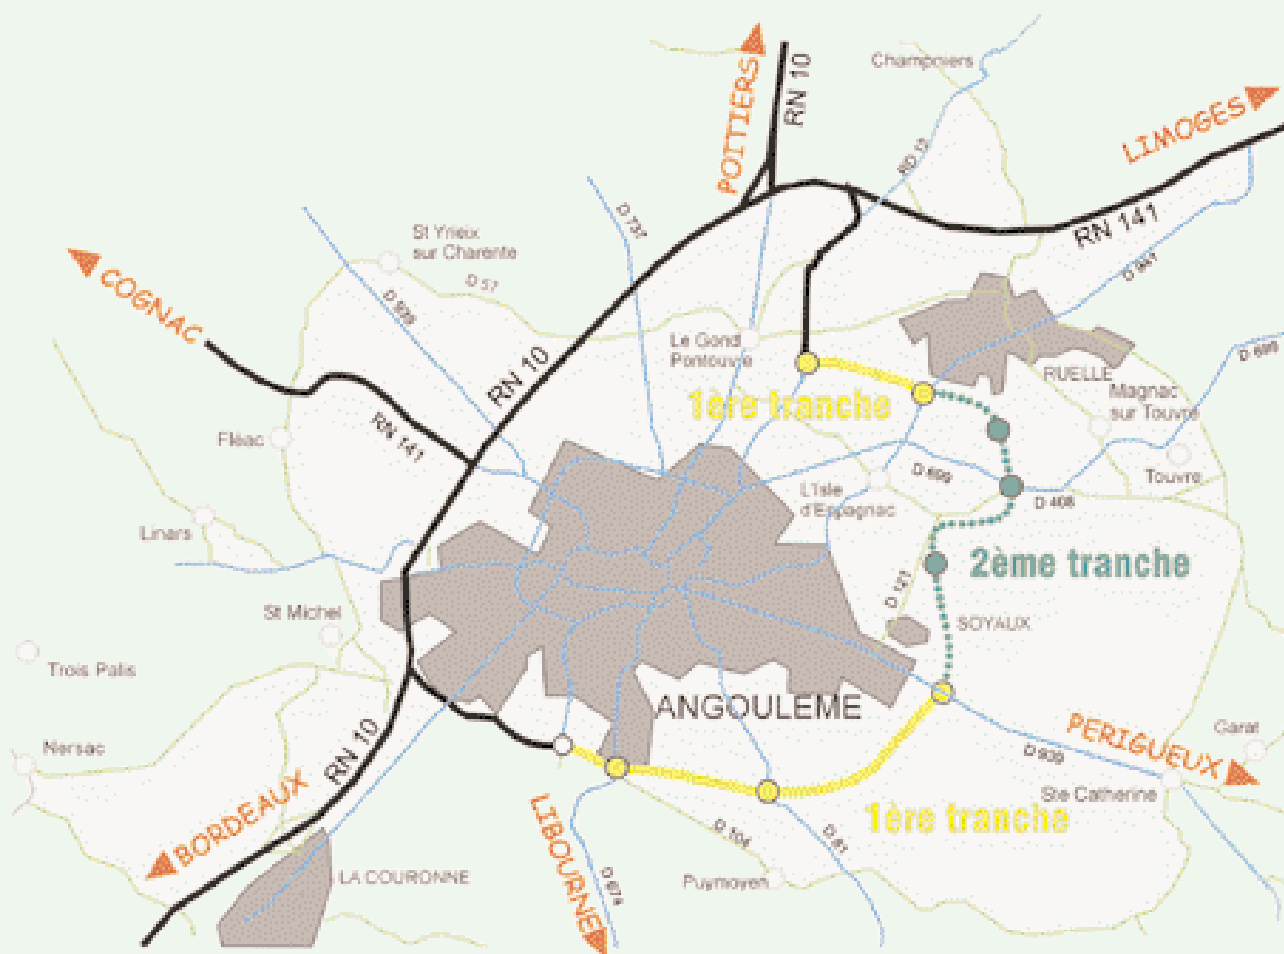 POITIERS
RN 10
Champniers
LIMOGES
RD 12
RN 141
St Yrieix
sur Charente
D 737
D 57
D 941
COGNAC
D 939
Le Gond
Pontouvre
D 699
RN 10
RUELLE
1ère tranche
Magnac
sur Touvre
Fléac
RN 141
D 699
Touvre
L'Isle
d'Espagnac
D 408
Linars
2ème tranche
D 121
St Michel
SOYAUX
Trois Palis
ANGOULEME
Garat
PERIGUEUX
D 939
Nersac
RN 10
Ste Catherine
BORDEAUX
LIBOURNE
1ère tranche
D 104
D 81
LA COURONNE
Puymoyen
D 674